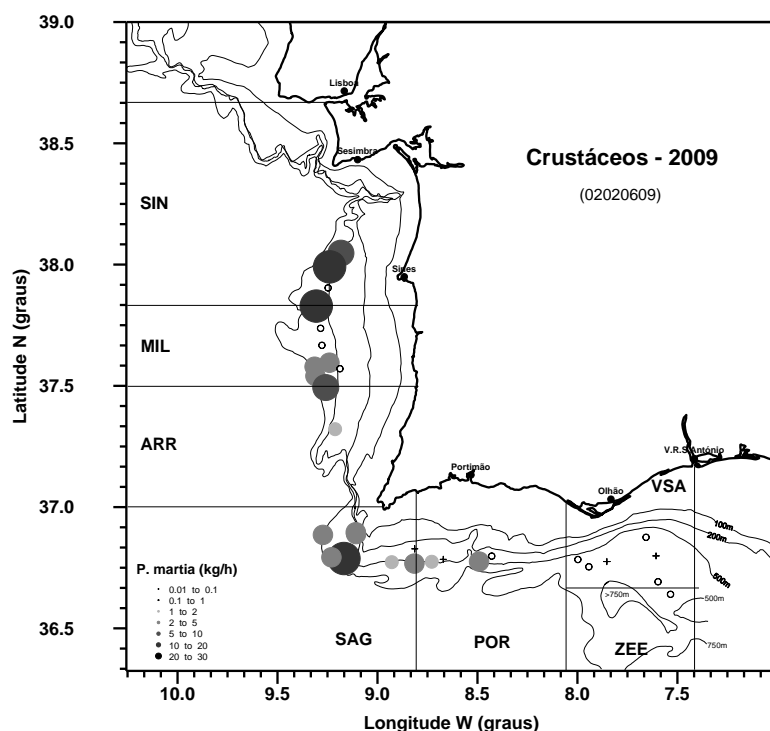 39.0
Lisboa
38.5
Sesimbra
Crustáceos - 2009
(02020609)
SIN
38.0
Sines
Latitude N (graus)
MIL
37.5
ARR
Portimão
V.R.S.António
Olhão
VSA
37.0
100m
200m
500m
P. martia (kg/h)
0.01 to 0.1
0.1 to 1
1 to 2
2 to 5
5 to 10
10 to 20
20 to 30
>750m
500m
36.5
SAG
POR
ZEE
750m
10.0 9.5 9.0 8.5 8.0 7.5
Longitude W (graus)